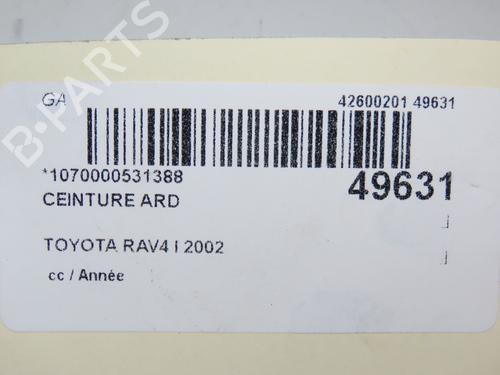 GA 42600201 49631
*1070000531388 49631
CEINTURE ARD
TOYOTA RAV4 I 2002
cc / Année
B-PARTS